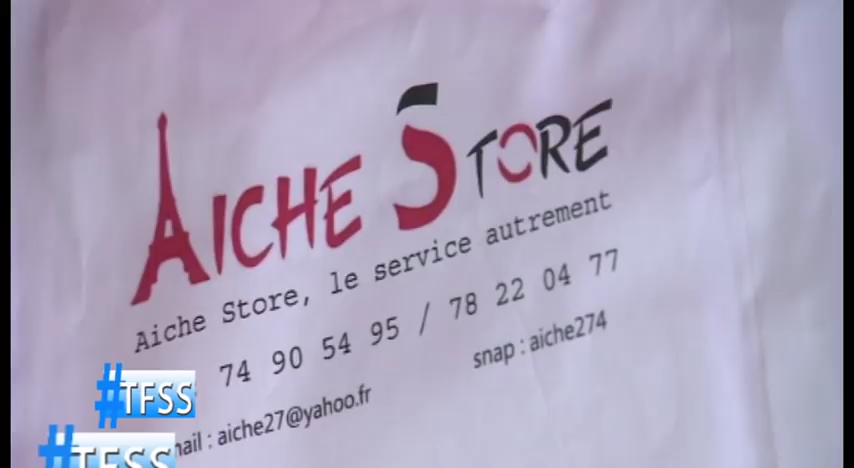 AICHE STORE
Aiche Store, le service autrement
74 90 54 95 / 78 22 04 77
snap : aiche274
mail : aiche27@yahoo.fr
#TFSS
#TFSS